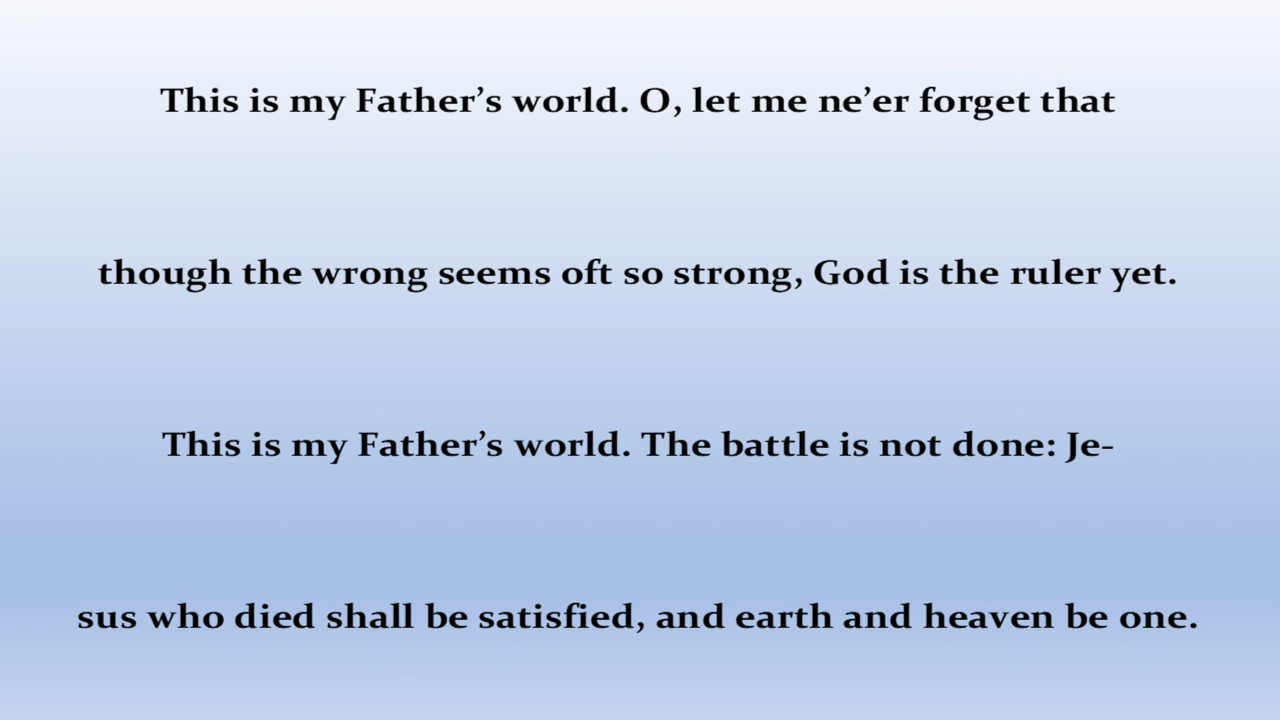 This is my Father’s world. O, let me ne’er forget that
though the wrong seems oft so strong, God is the ruler yet.
This is my Father’s world. The battle is not done: Je-
sus who died shall be satisfied, and earth and heaven be one.